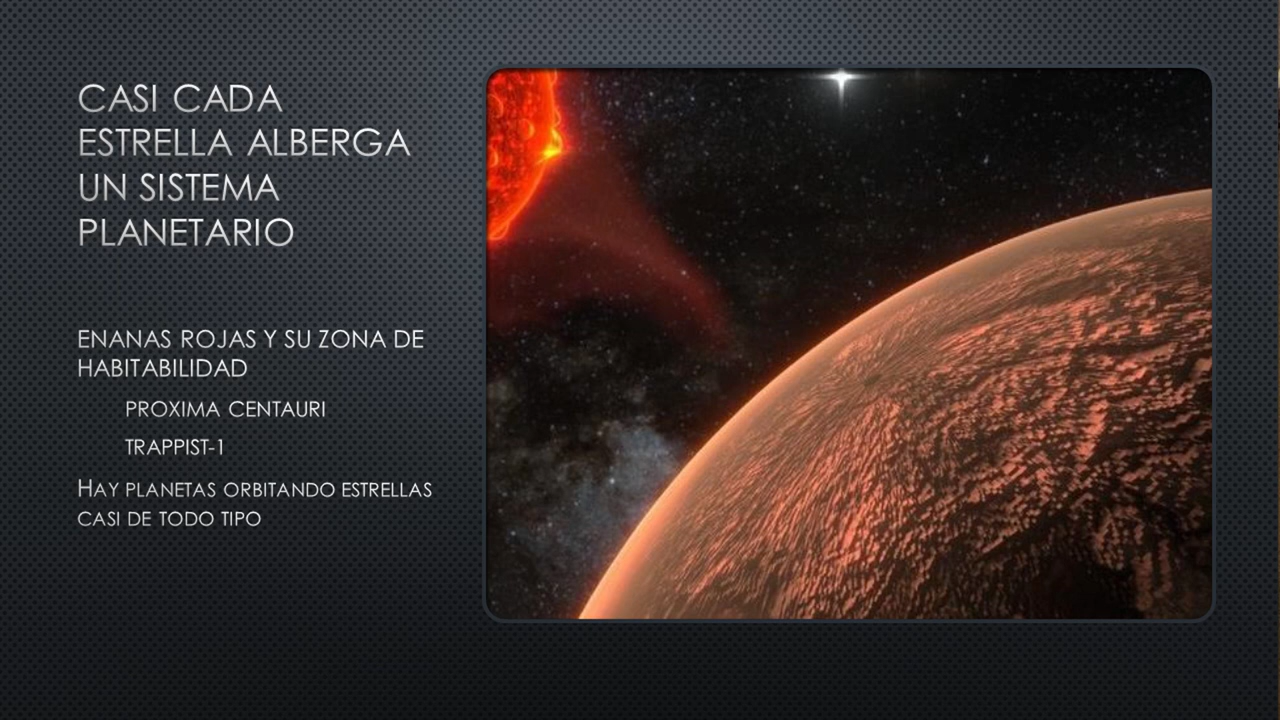 CASI CADA
ESTRELLA ALBERGA
UN SISTEMA
PLANETARIO
ENANAS ROJAS Y SU ZONA DE
HABITABILIDAD
PROXIMA CENTAURI
TRAPPIST-1
HAY PLANETAS ORBITANDO ESTRELLAS
CASI DE TODO TIPO